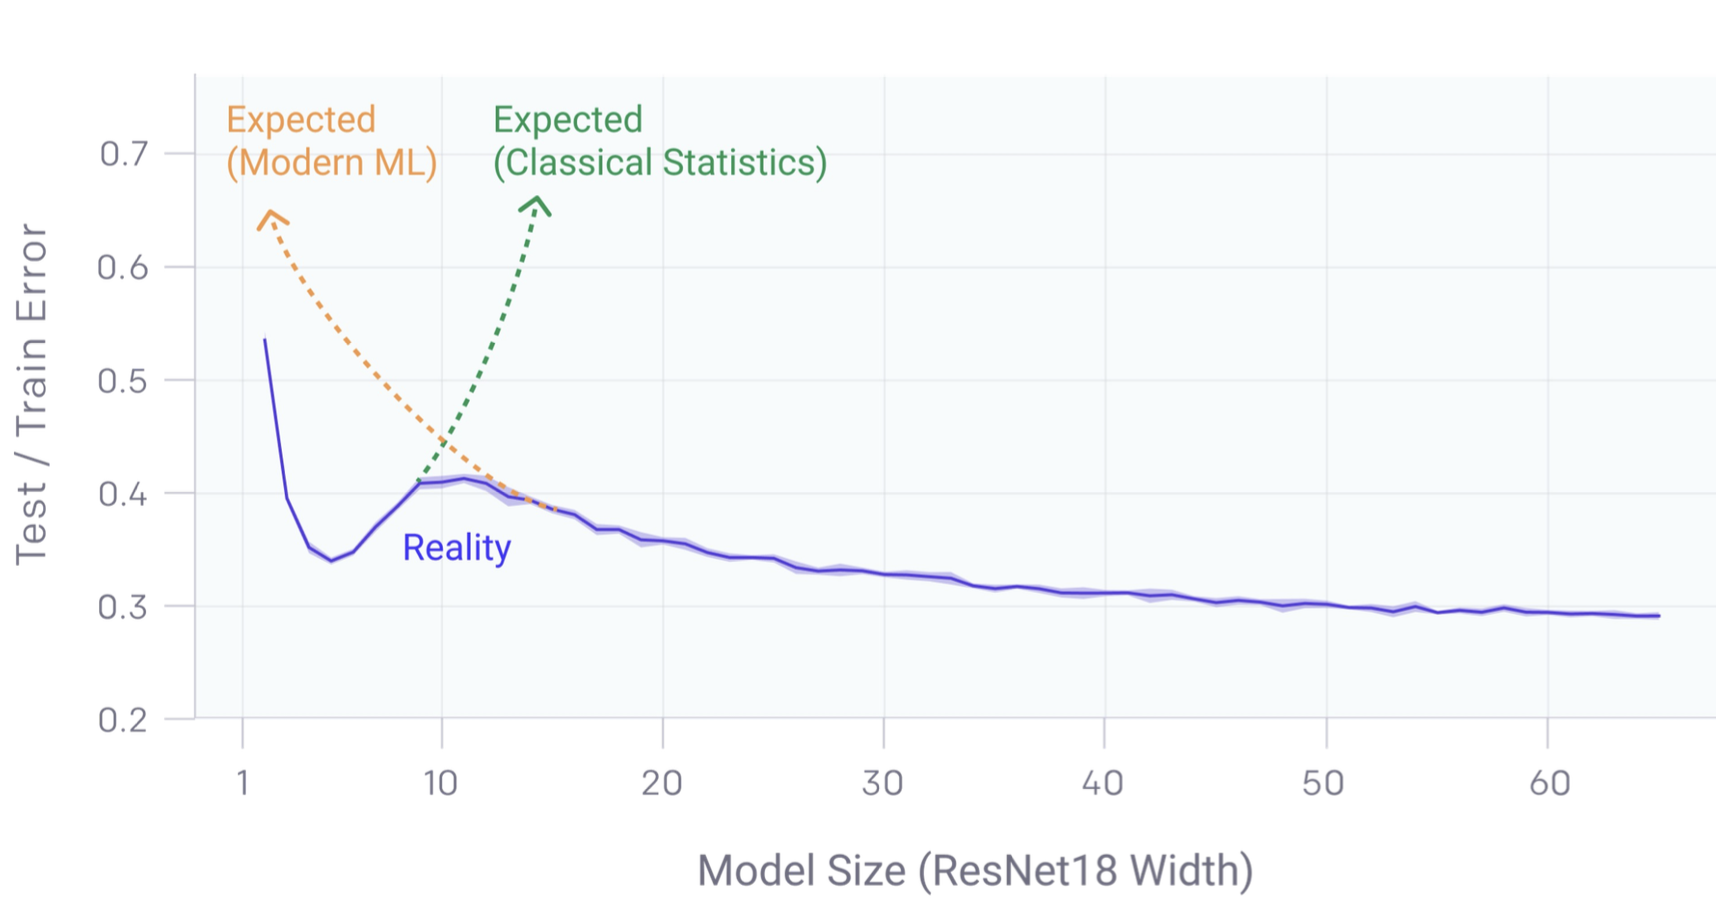 Expected
(Modern ML)
Expected
(Classical Statistics)
0.7
0.6
0.5
0.4
0.3
0.2
Test / Train Error
Reality
1 10 20 30 40 50 60
Model Size (ResNet18 Width)